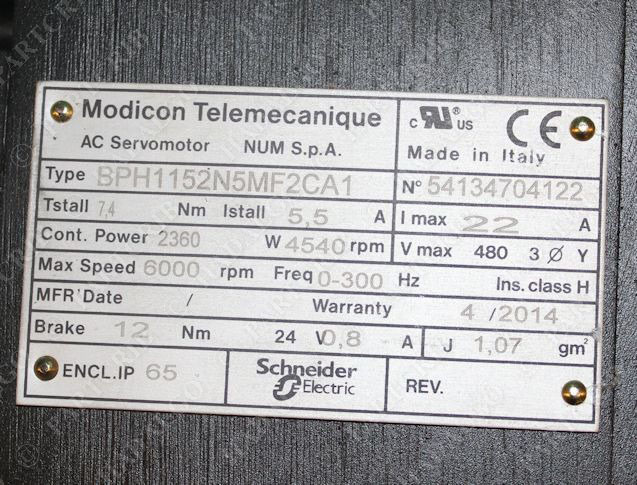 Modicon Telemecanique
c RU ® US CE
AC Servomotor NUM S.p.A.
Made in Italy
Type BPH1152N5MF2CA1
N° 54134704122
Tstall 7,4 Nm Istall 5,5 A
I max 22 A
Cont. Power 2360 W 4540 rpm
V max 480 3 Ø Y
Max Speed 6000 rpm Freq 0-300 Hz Ins. class H
MFR' Date / Warranty 4 / 2014
Brake 12 Nm 24 V 0,8 A
J 1,07 gm²
ENCL.IP 65
Schneider
Electric
REV.